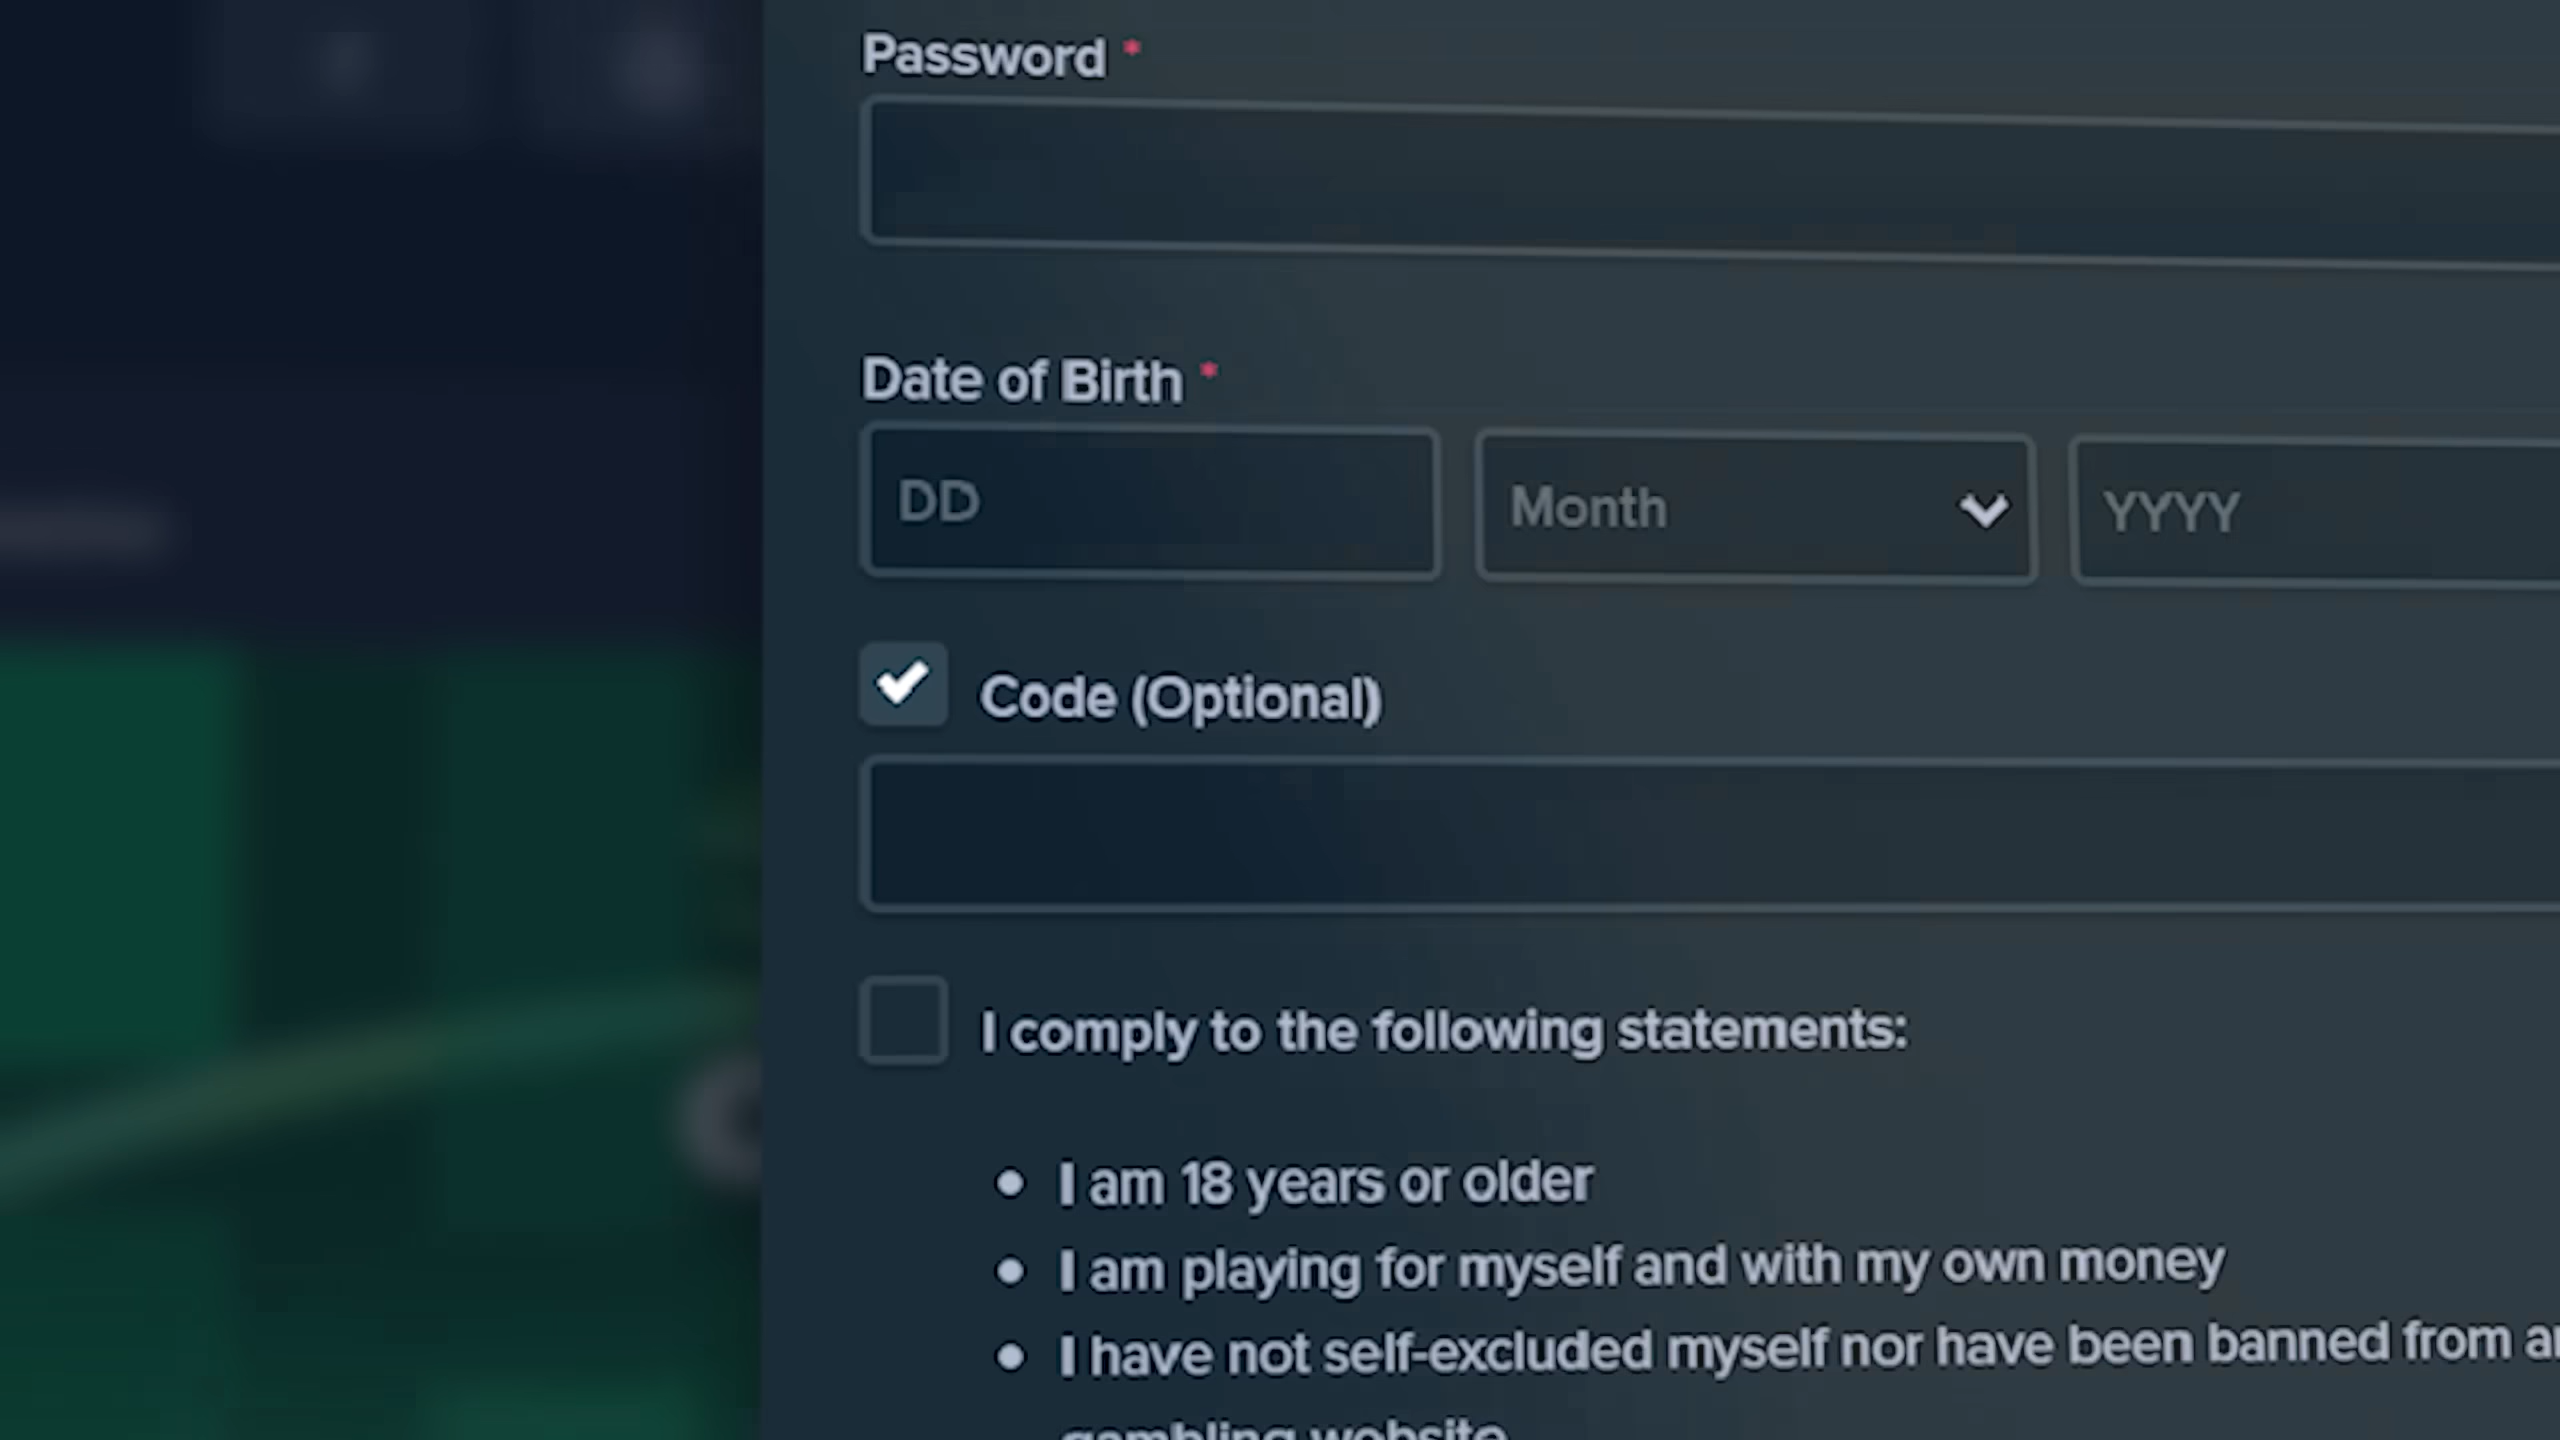 Password *
Date of Birth *
DD Month YYYY
Code (Optional)
I comply to the following statements:
• I am 18 years or older
• I am playing for myself and with my own money
• I have not self-excluded myself nor have been banned from
gambling website